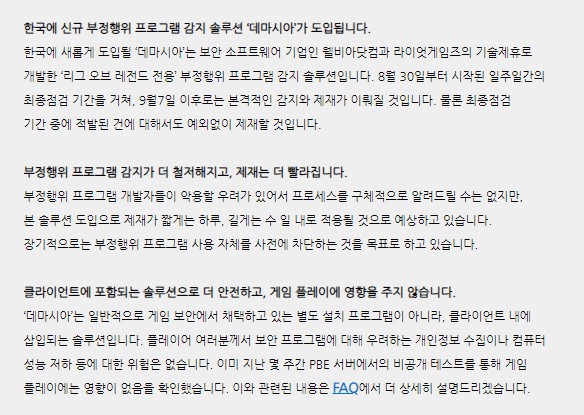 한국에 신규 부정행위 프로그램 감지 솔루션 ‘데마시아’가 도입됩니다.
한국에 새롭게 도입될 ‘데마시아’는 보안 소프트웨어 기업인 웰비아닷컴과 라이엇게임즈의 기술제휴로
개발한 ‘리그 오브 레전드 전용’ 부정행위 프로그램 감지 솔루션입니다. 8월 30일부터 시작된 일주일간의
최종점검 기간을 거쳐, 9월7일 이후로는 본격적인 감지와 제재가 이뤄질 것입니다. 물론 최종점검
기간 중에 적발된 건에 대해서도 예외없이 제재할 것입니다.
부정행위 프로그램 감지가 더 철저해지고, 제재는 더 빨라집니다.
부정행위 프로그램 개발자들이 악용할 우려가 있어서 프로세스를 구체적으로 알려드릴 수는 없지만,
본 솔루션 도입으로 제재가 짧게는 하루, 길게는 수 일 내로 적용될 것으로 예상하고 있습니다.
장기적으로는 부정행위 프로그램 사용 자체를 사전에 차단하는 것을 목표로 하고 있습니다.
클라이언트에 포함되는 솔루션으로 더 안전하고, 게임 플레이에 영향을 주지 않습니다.
‘데마시아’는 일반적으로 게임 보안에서 채택하고 있는 별도 설치 프로그램이 아니라, 클라이언트 내에
삽입되는 솔루션입니다. 플레이어 여러분께서 보안 프로그램에 대해 우려하는 개인정보 수집이나 컴퓨터
성능 저하 등에 대한 위험은 없습니다. 이미 지난 몇 주간 PBE 서버에서의 비공개 테스트를 통해 게임
플레이에는 영향이 없음을 확인했습니다. 이와 관련된 내용은 FAQ에서 더 상세히 설명드리겠습니다.